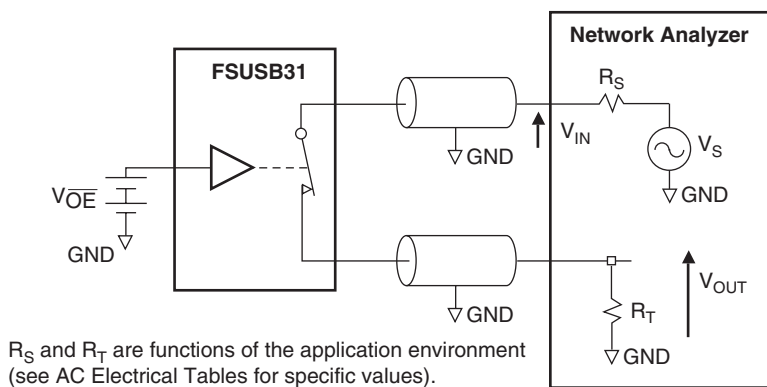 Network Analyzer
FSUSB31
R_S
V_IN
V_S
GND
GND
V_O̅E̅
GND
V_OUT
GND
R_T
GND
R_S and R_T are functions of the application environment
(see AC Electrical Tables for specific values).